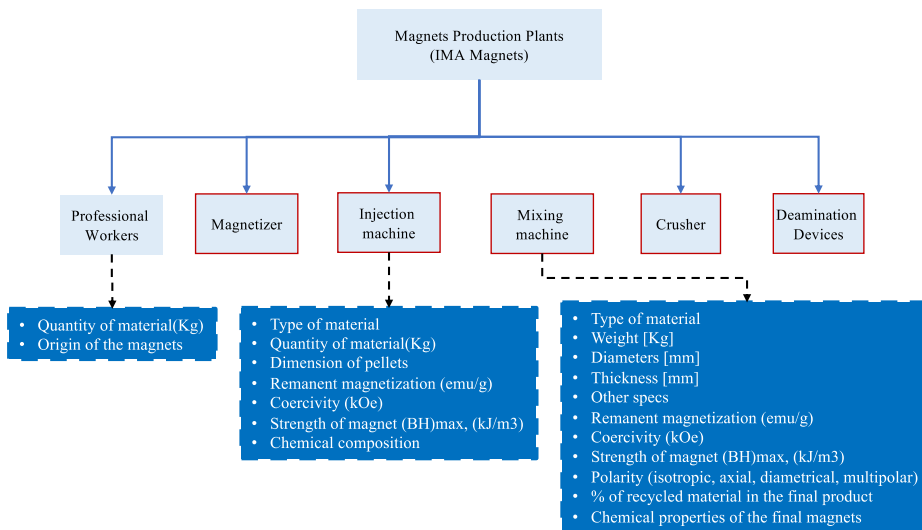 Magnets Production Plants
(IMA Magnets)
Professional
Workers
Magnetizer
Injection
machine
Mixing
machine
Crusher
Deamination
Devices
• Quantity of material(Kg)
• Origin of the magnets
• Type of material
• Quantity of material(Kg)
• Dimension of pellets
• Remanent magnetization (emu/g)
• Coercivity (kOe)
• Strength of magnet (BH)max, (kJ/m3)
• Chemical composition
• Type of material
• Weight [Kg]
• Diameters [mm]
• Thickness [mm]
• Other specs
• Remanent magnetization (emu/g)
• Coercivity (kOe)
• Strength of magnet (BH)max, (kJ/m3)
• Polarity (isotropic, axial, diametrical, multipolar)
• % of recycled material in the final product
• Chemical properties of the final magnets